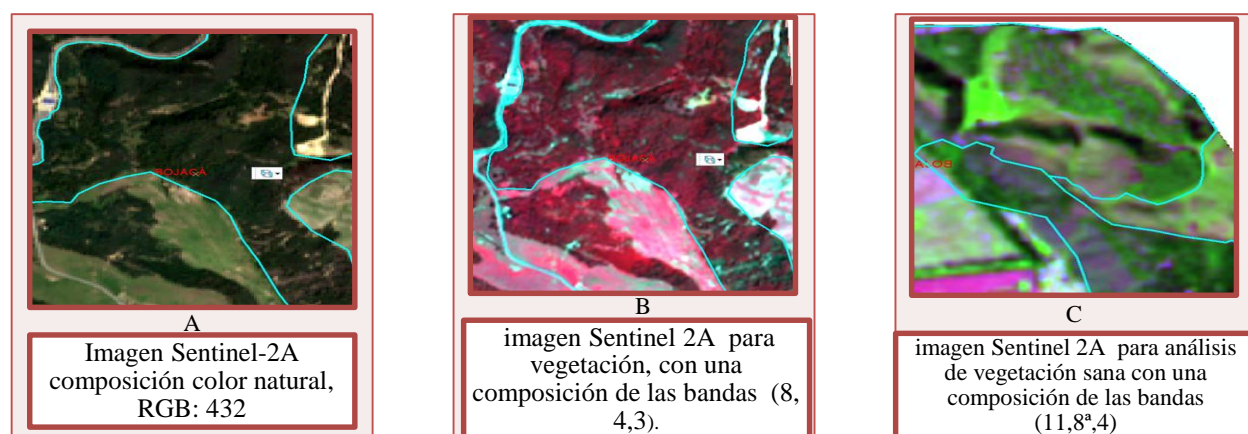 BOJACÁ
A
Imagen Sentinel-2A
composición color natural,
RGB: 432
BOJACÁ
B
imagen Sentinel 2A para
vegetación, con una
composición de las bandas (8,
4,3).
C
imagen Sentinel 2A para análisis
de vegetación sana con una
composición de las bandas
(11,8ª,4)